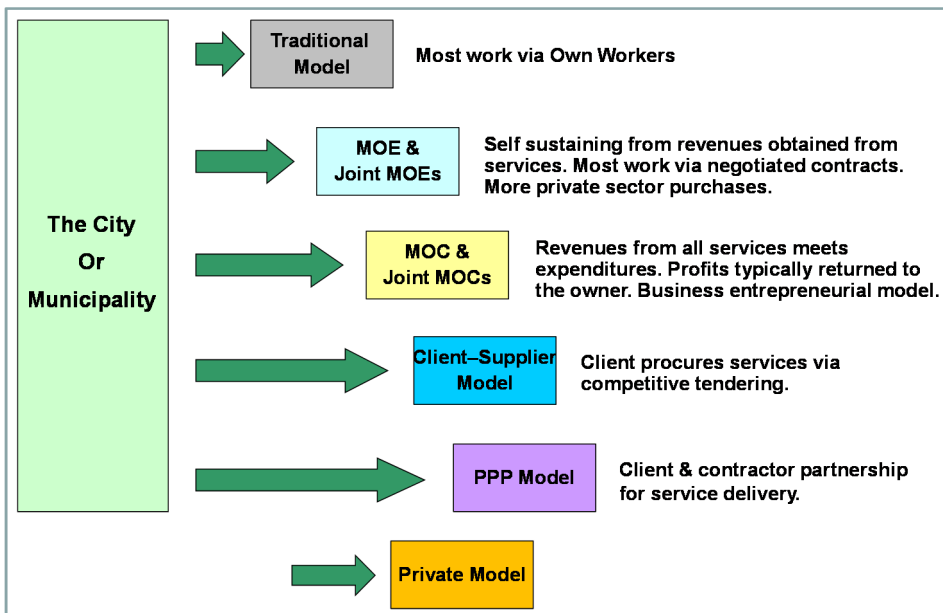 The City
Or
Municipality
Traditional
Model
Most work via Own Workers
MOE &
Joint MOEs
Self sustaining from revenues obtained from
services. Most work via negotiated contracts.
More private sector purchases.
MOC &
Joint MOCs
Revenues from all services meets
expenditures. Profits typically returned to
the owner. Business entrepreneurial model.
Client–Supplier
Model
Client procures services via
competitive tendering.
PPP Model
Client & contractor partnership
for service delivery.
Private Model